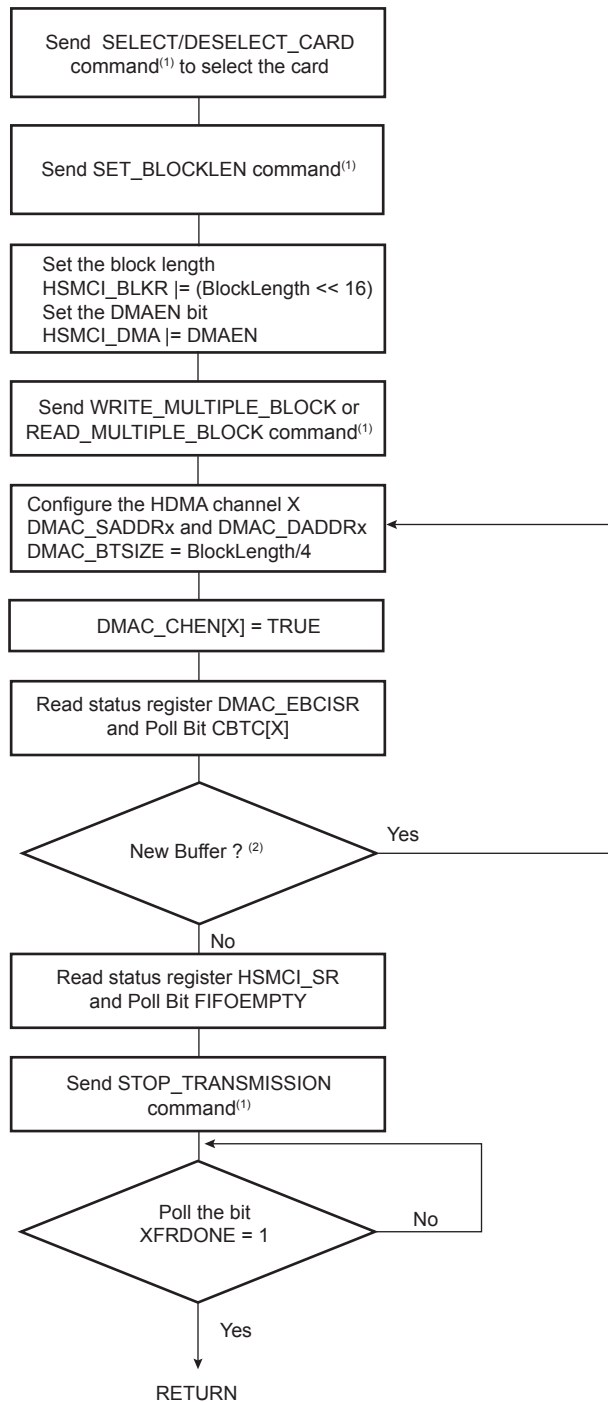 Send SELECT/DESELECT_CARD
command(1) to select the card
Send SET_BLOCKLEN command(1)
Set the block length
HSMCI_BLKR |= (BlockLength << 16)
Set the DMAEN bit
HSMCI_DMA |= DMAEN
Send WRITE_MULTIPLE_BLOCK or
READ_MULTIPLE_BLOCK command(1)
Configure the HDMA channel X
DMAC_SADDRx and DMAC_DADDRx
DMAC_BTSIZE = BlockLength/4
DMAC_CHEN[X] = TRUE
Read status register DMAC_EBCISR
and Poll Bit CBTC[X]
New Buffer ? (2)
Yes
No
Read status register HSMCI_SR
and Poll Bit FIFOEMPTY
Send STOP_TRANSMISSION
command(1)
Poll the bit
XFRDONE = 1
No
Yes
RETURN